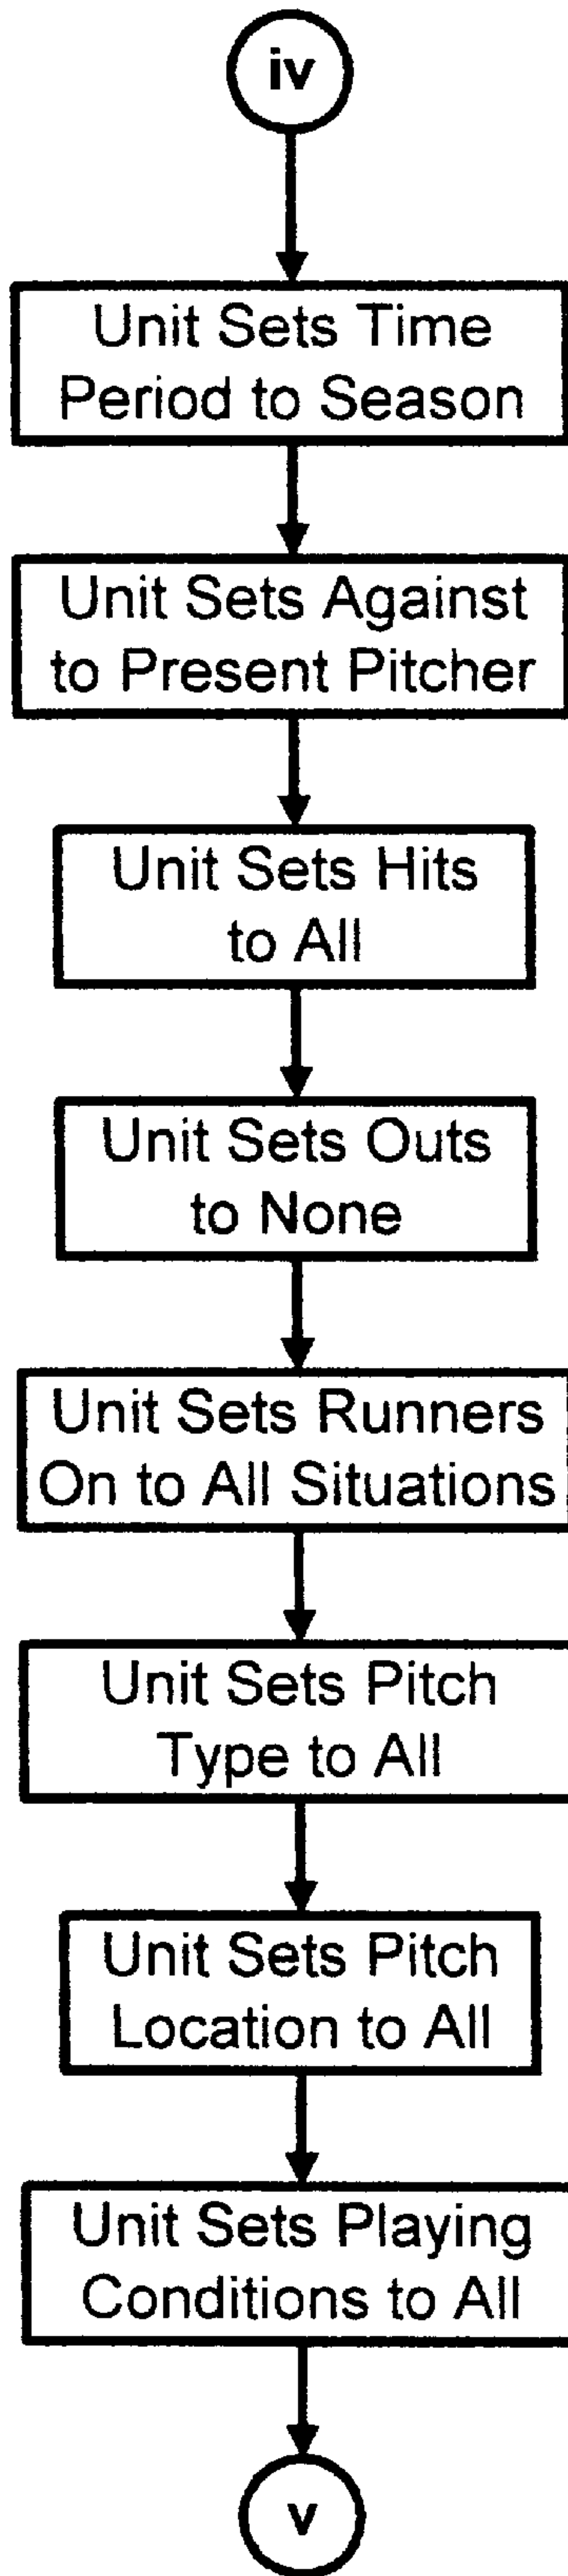 iv
Unit Sets Time
Period to Season
Unit Sets Against
to Present Pitcher
Unit Sets Hits
to All
Unit Sets Outs
to None
Unit Sets Runners
On to All Situations
Unit Sets Pitch
Type to All
Unit Sets Pitch
Location to All
Unit Sets Playing
Conditions to All
v